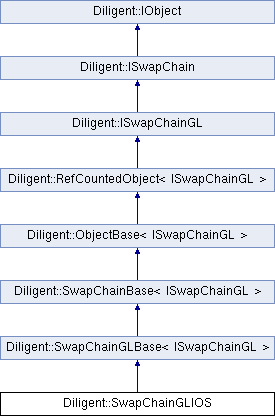 Diligent::IObject
Diligent::ISwapChain
Diligent::ISwapChainGL
Diligent::RefCountedObject< ISwapChainGL >
Diligent::ObjectBase< ISwapChainGL >
Diligent::SwapChainBase< ISwapChainGL >
Diligent::SwapChainGLBase< ISwapChainGL >
Diligent::SwapChainGLIOS